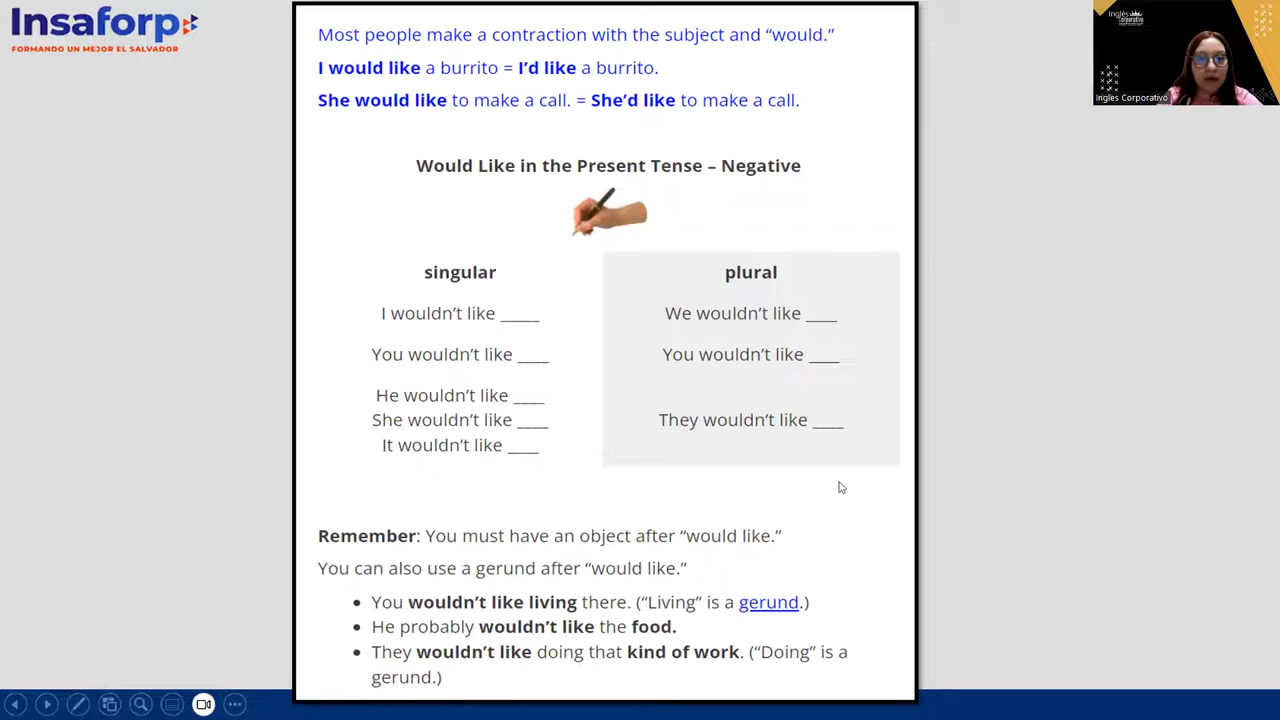 Insaforp
FORMANDO UN MEJOR EL SALVADOR
Most people make a contraction with the subject and “would.”
I would like a burrito = I’d like a burrito.
She would like to make a call. = She’d like to make a call.
Would Like in the Present Tense – Negative
singular
I wouldn’t like _____
You wouldn’t like ____
He wouldn’t like ____
She wouldn’t like ____
It wouldn’t like ____
plural
We wouldn’t like ____
You wouldn’t like ____
They wouldn’t like ____
Remember: You must have an object after “would like.”
You can also use a gerund after “would like.”
• You wouldn’t like living there. (“Living” is a gerund.)
• He probably wouldn’t like the food.
• They wouldn’t like doing that kind of work. (“Doing” is a
gerund.)
Inglés
Corporativo
Ingles Corporativo